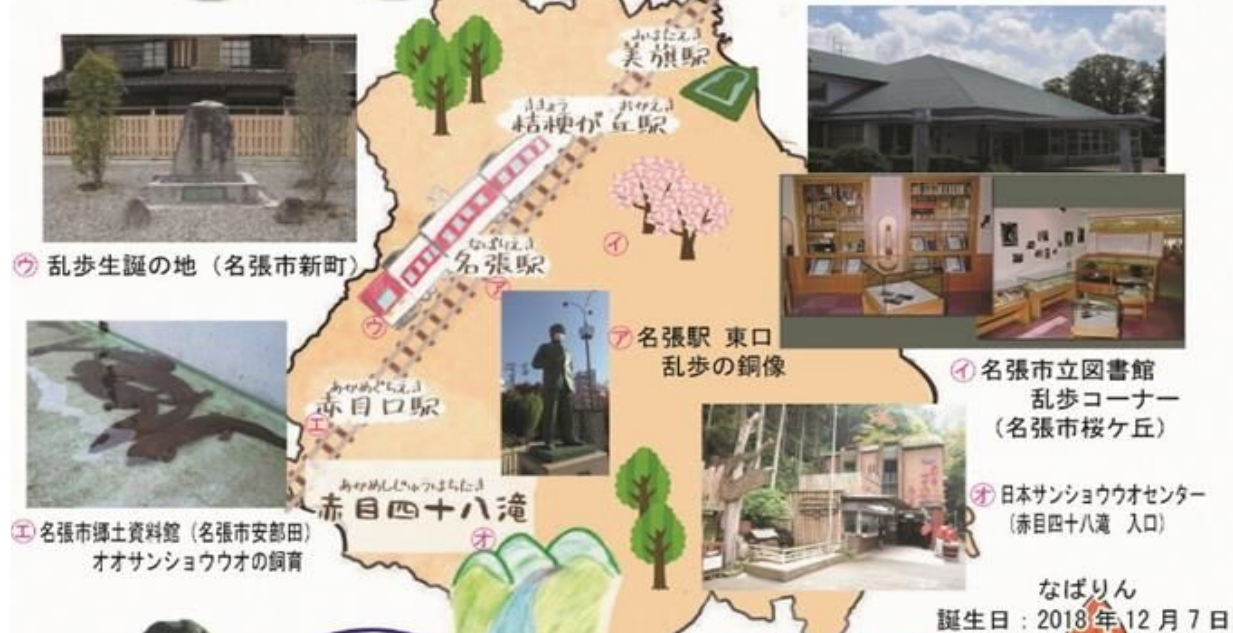 みはたえき
美旗駅
ききょう おかえき
桔梗が丘駅
なばりえき
名張駅
ア
イ
ウ
ウ 乱歩生誕の地(名張市新町)
ア 名張駅 東口
乱歩の銅像
イ 名張市立図書館
乱歩コーナー
(名張市桜ケ丘)
あかめぐちえき
赤目口駅
エ
あかめしじゅうはちたき
赤目四十八滝
オ
エ 名張市郷土資料館(名張市安部田)
オオサンショウウオの飼育
オ 日本サンショウウオセンター
(赤目四十八滝 入口)
なばりん
誕生日:2018年12月7日